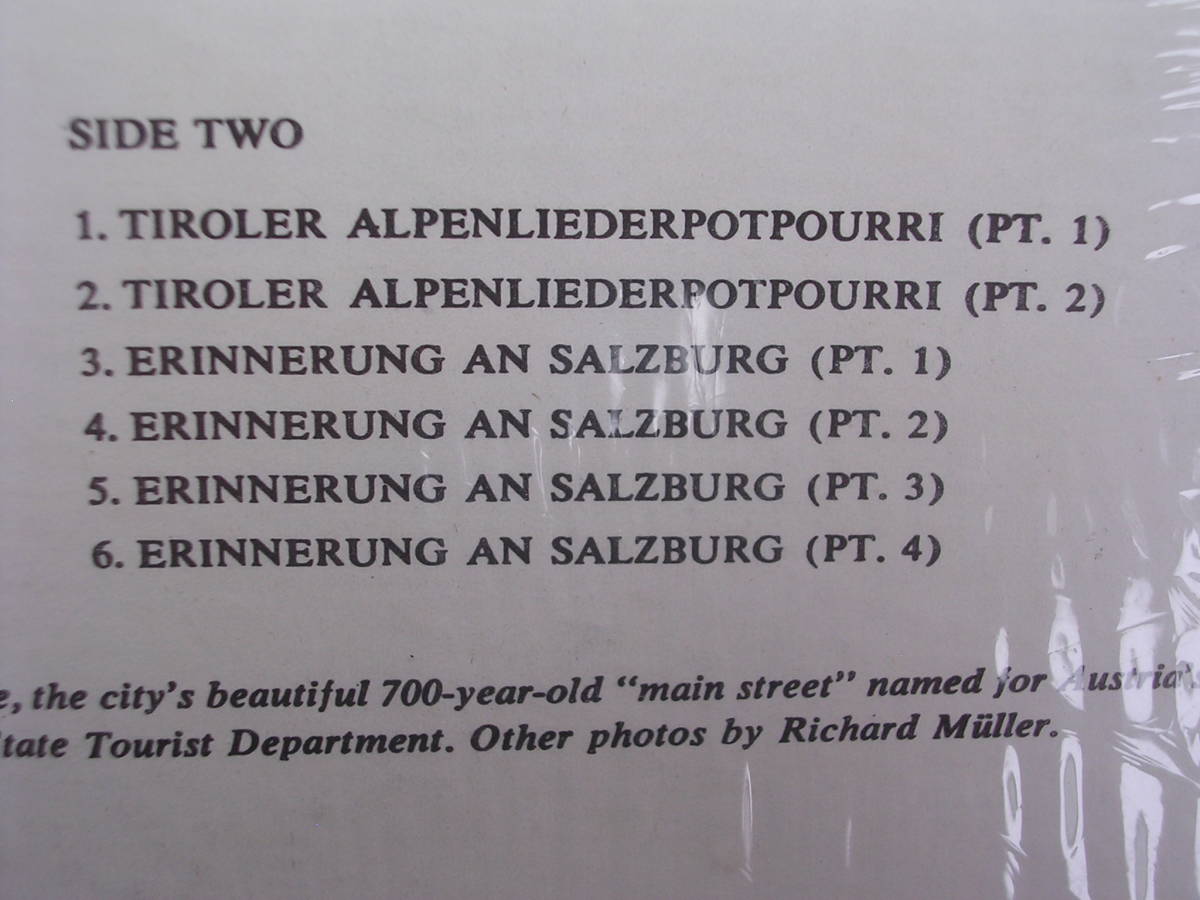 SIDE TWO
1. TIROLER ALPENLIEDERPOTPOURRI (PT. 1)
2. TIROLER ALPENLIEDERPOTPOURRI (PT. 2)
3. ERINNERUNG AN SALZBURG (PT. 1)
4. ERINNERUNG AN SALZBURG (PT. 2)
5. ERINNERUNG AN SALZBURG (PT. 3)
6. ERINNERUNG AN SALZBURG (PT. 4)
the city's beautiful 700-year-old “main street” named for Austria's
tate Tourist Department. Other photos by Richard Müller.